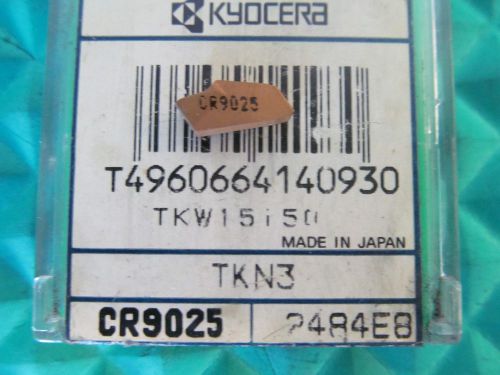 KYOCERA
CR9025
T4960664140930
TKW15150
MADE IN JAPAN
TKN3
CR9025 2484E8